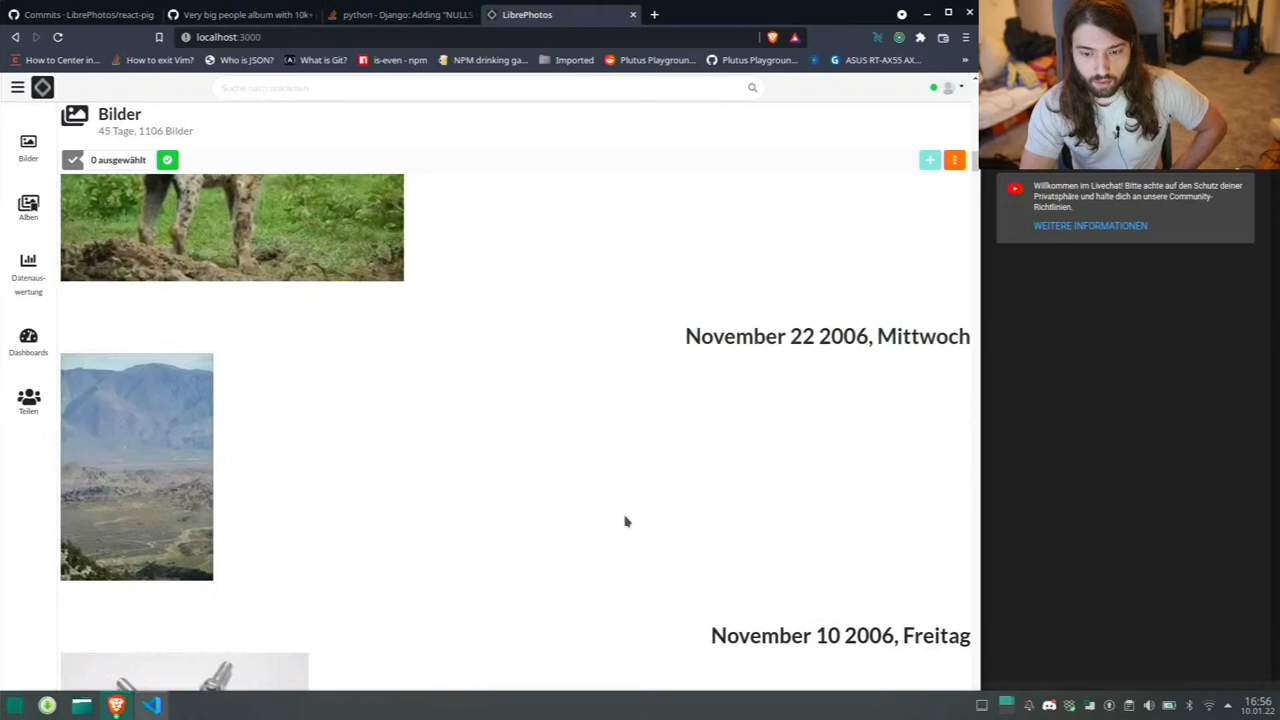 Commits · LibrePhotos/react-pig
Very big people album with 10k+
python - Django: Adding "NULLS
LibrePhotos
localhost:3000
How to Center in...
How to exit Vim?
Who is JSON?
What is Git?
is-even - npm
NPM drinking ga...
Imported
Plutus Playgroun...
Plutus Playgroun...
ASUS RT-AX55 AX...
»
Bilder
45 Tage, 1106 Bilder
0 ausgewählt
Bilder
Alben
Datenaus-
wertung
Dashboards
Teilen
November 22 2006, Mittwoch
November 10 2006, Freitag
Willkommen im Livechat! Bitte achte auf den Schutz deiner
Privatsphäre und halte dich an unsere Community-
Richtlinien.
WEITERE INFORMATIONEN
16:56
10.01.22